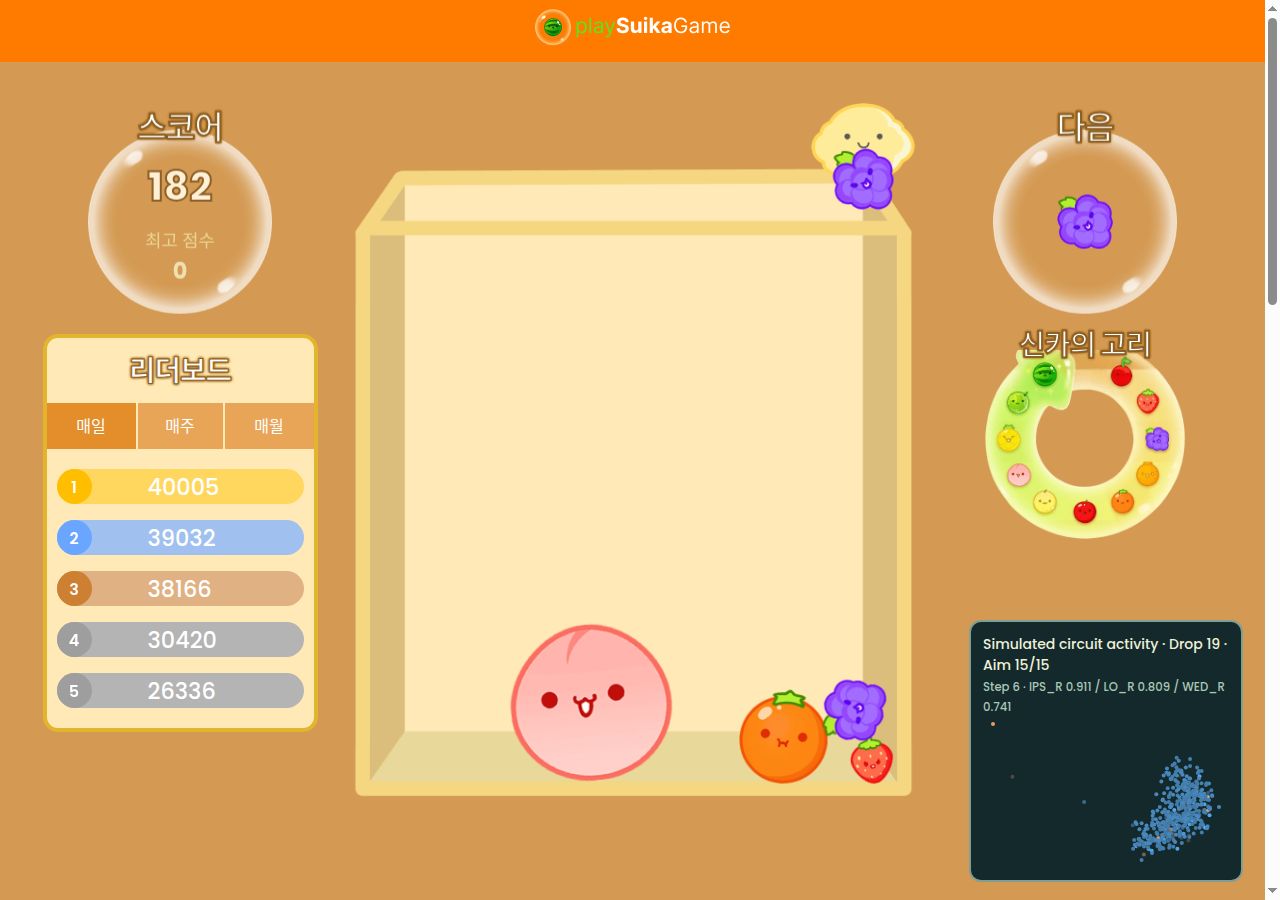 playSuikaGame
스코어
182
최고 점수
0
다음
리더보드
매일 매주 매월
1 40005
2 39032
3 38166
4 30420
5 26336
신카의 고리
Simulated circuit activity · Drop 19 ·
Aim 15/15
Step 6 · IPS_R 0.911 / LO_R 0.809 / WED_R
0.741